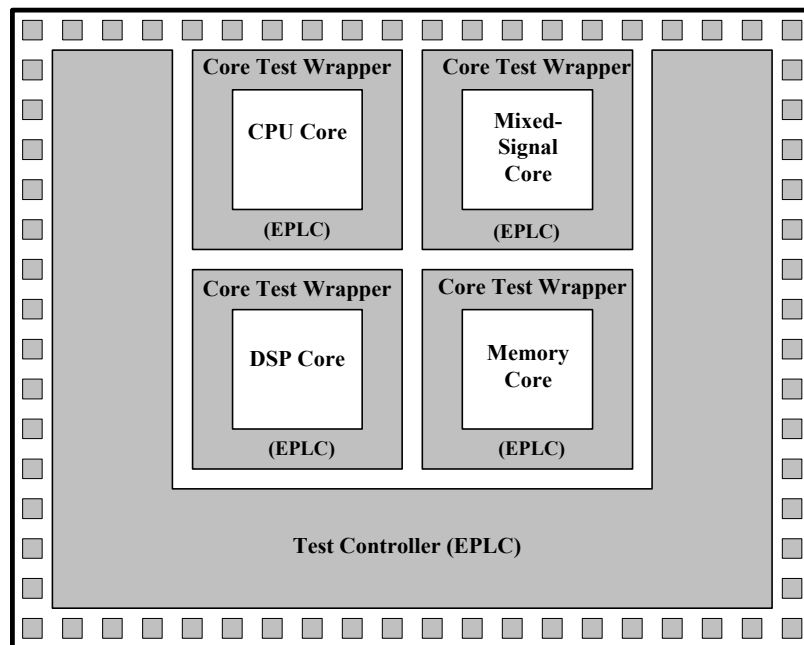 Core Test Wrapper
CPU Core
(EPLC)
Core Test Wrapper
Mixed-
Signal
Core
(EPLC)
Core Test Wrapper
DSP Core
(EPLC)
Core Test Wrapper
Memory
Core
(EPLC)
Test Controller (EPLC)